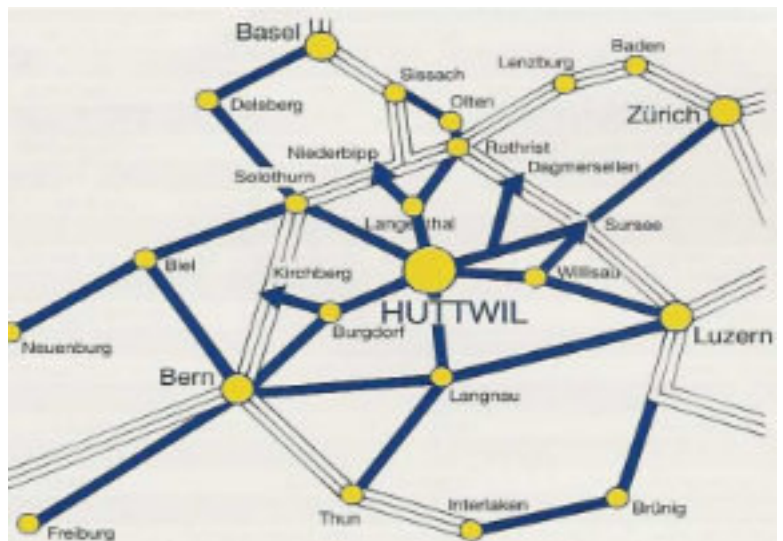 Basel
Baden
Sissach
Lenzburg
Delsberg
Olten
Zürich
Niederbipp
Rothrist
Dagmersellen
Solothurn
Langenthal
Sursee
Biel
Kirchberg
Willisau
HUTTWIL
Burgdorf
Luzern
Neuenburg
Bern
Langnau
Interlaken
Thun
Brünig
Freiburg